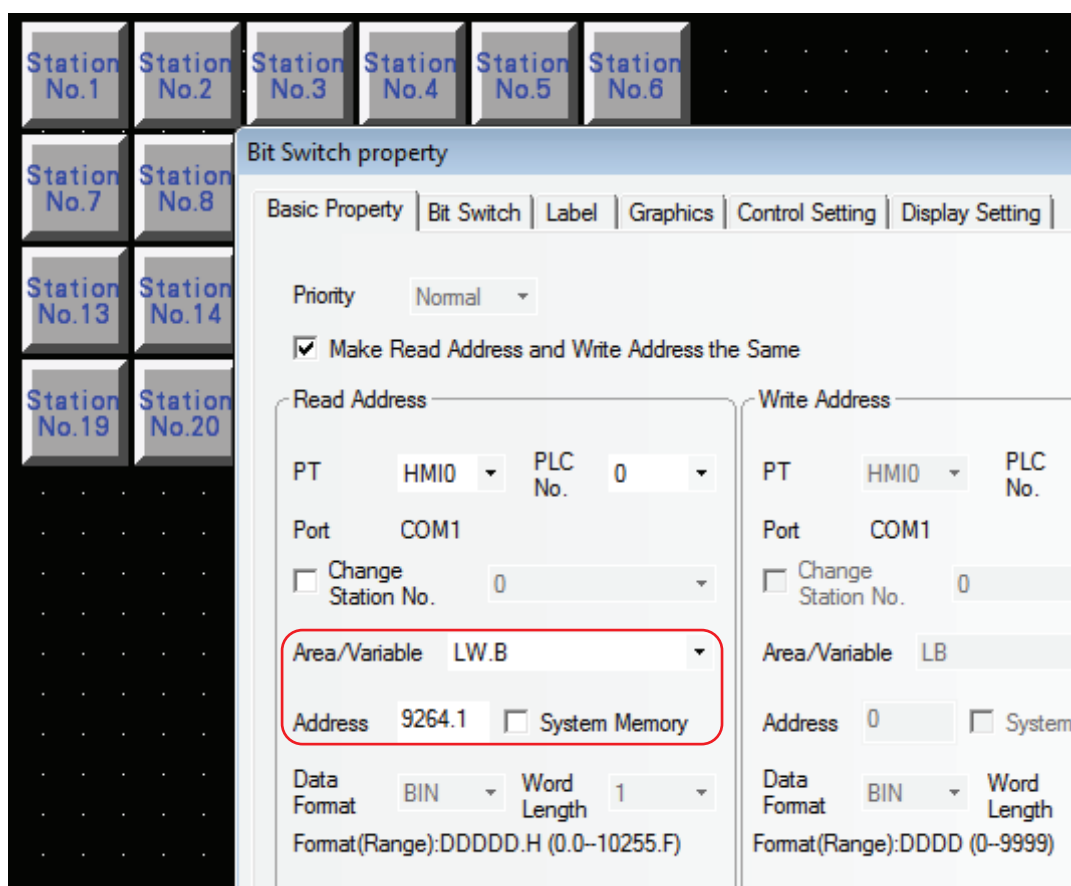 Station No.1 Station No.2 Station No.3 Station No.4 Station No.5 Station No.6
Station No.7 Station No.8
Station No.13 Station No.14
Station No.19 Station No.20
Bit Switch property
Basic Property Bit Switch Label Graphics Control Setting Display Setting
Priority Normal
Make Read Address and Write Address the Same
Read Address Write Address
PT HMI0 PLC No. 0 PT HMI0 PLC No.
Port COM1 Port COM1
Change Station No. 0 Change Station No. 0
Area/Variable LW.B Area/Variable LB
Address 9264.1 System Memory Address 0 System
Data Format BIN Word Length 1 Data Format BIN Word Length
Format(Range):DDDDD.H (0.0--10255.F) Format(Range):DDDD (0--9999)